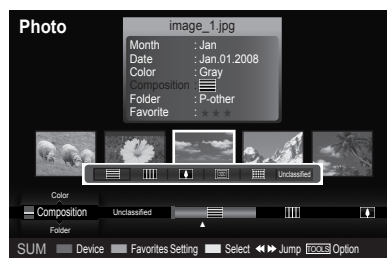 Photo
image_1.jpg
Month : Jan
Date : Jan.01.2008
Color : Gray
Composition :
Folder : P-other
Favorite : ★ ★ ★
Unclassified
Color
Composition Unclassified
Folder
SUM Device Favorites Setting Select ◄◄ ►► Jump TOOLS Option